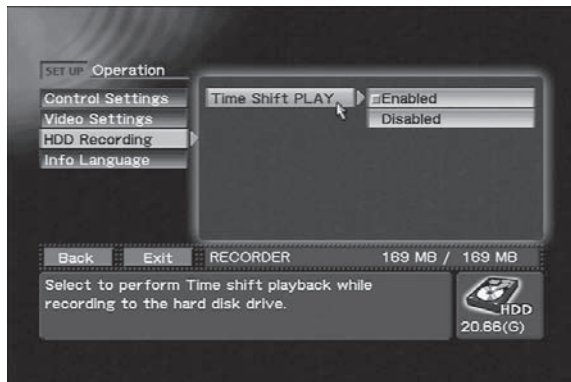 SET UP Operation
Control Settings
Video Settings
HDD Recording
Info Language
Time Shift PLAY
Enabled
Disabled
Back Exit RECORDER 169 MB / 169 MB
Select to perform Time shift playback while
recording to the hard disk drive.
HDD
20.66(G)